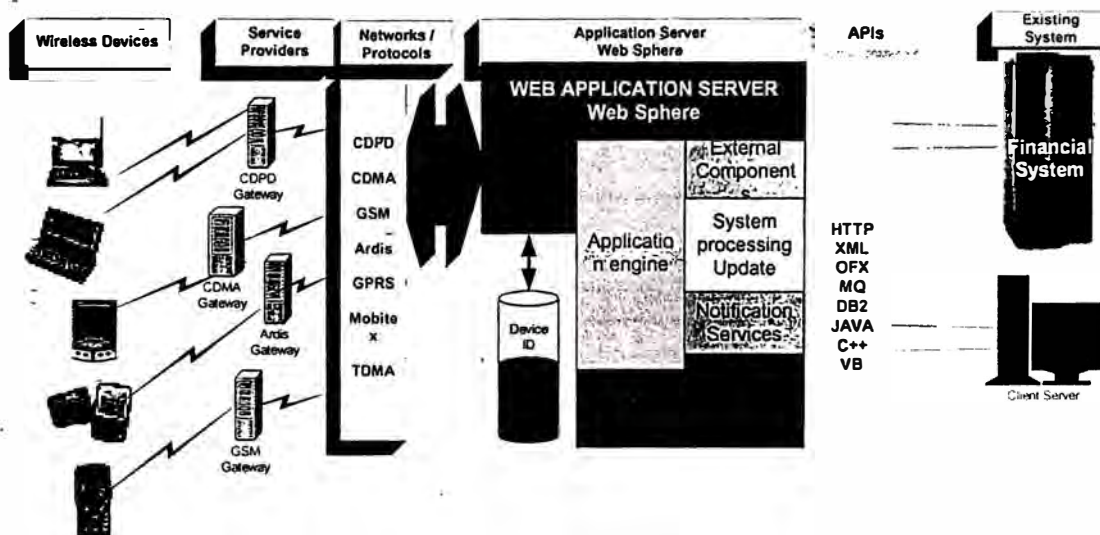 Wireless Devices
Service
Providers
Networks /
Protocols
Application Server
Web Sphere
APIs
Existing
System
WEB APPLICATION SERVER
Web Sphere
CDPD
CDMA
GSM
Ardis
GPRS
Mobite
x
TDMA
CDPD
Gateway
CDMA
Gateway
Ardis
Gateway
GSM
Gateway
Device
ID
Applicatio
n engine
External
Component
s
System
processing
Update
Notification
Services
HTTP
XML
OFX
MQ
DB2
JAVA
C++
VB
Financial
System
Client Server